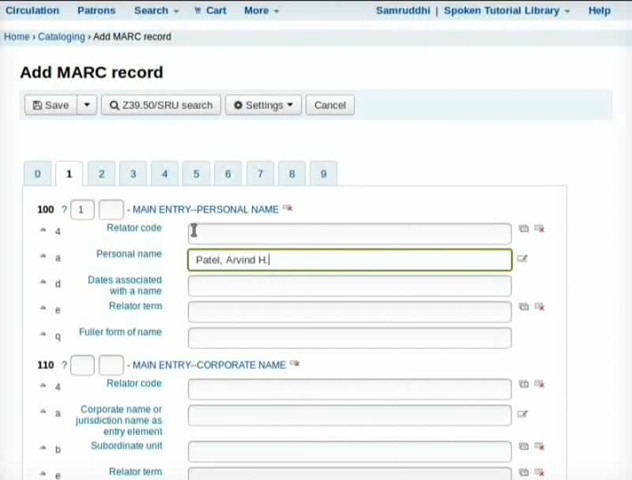 Circulation Patrons Search Cart More Samruddhi | Spoken Tutorial Library Help
Home › Cataloging › Add MARC record
Add MARC record
Save Z39.50/SRU search Settings Cancel
0 1 2 3 4 5 6 7 8 9
100 ? 1 - MAIN ENTRY--PERSONAL NAME
4 Relator code
a Personal name Patel, Arvind H.
d Dates associated
with a name
e Relator term
q Fuller form of name
110 ? - MAIN ENTRY--CORPORATE NAME
4 Relator code
a Corporate name or
jurisdiction name as
entry element
b Subordinate unit
e Relator term